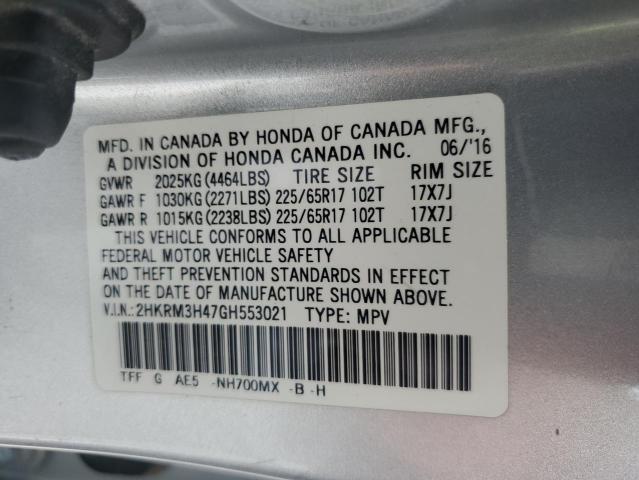 MFD. IN CANADA BY HONDA OF CANADA MFG.,
A DIVISION OF HONDA CANADA INC. 06/'16
GVWR 2025KG(4464LBS) TIRE SIZE RIM SIZE
GAWR F 1030KG(2271LBS) 225/65R17 102T 17X7J
GAWR R 1015KG(2238LBS) 225/65R17 102T 17X7J
THIS VEHICLE CONFORMS TO ALL APPLICABLE
FEDERAL MOTOR VEHICLE SAFETY
AND THEFT PREVENTION STANDARDS IN EFFECT
ON THE DATE OF MANUFACTURE SHOWN ABOVE.
V.I.N.:2HKRM3H47GH553021 TYPE: MPV
TFF G AE5 -NH700MX -B -H